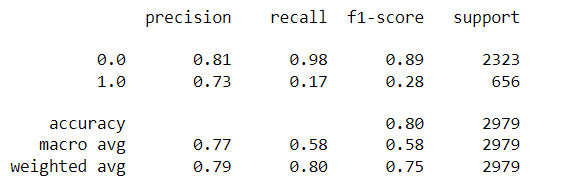 precision recall f1-score support
0.0 0.81 0.98 0.89 2323
1.0 0.73 0.17 0.28 656
accuracy 0.80 2979
macro avg 0.77 0.58 0.58 2979
weighted avg 0.79 0.80 0.75 2979